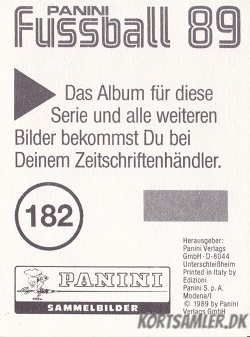 PANINI
Fussball 89
Das Album für diese
Serie und alle weiteren
Bilder bekommst Du bei
Deinem Zeitschriftenhändler.
182
Herausgeber:
Panini Verlags
GmbH · D-8044
Unterschleißheim
Printed in Italy by
Edizioni
Panini S. p. A.
Modena/I
© 1989 by Panini
Verlags GmbH
PANINI
SAMMELBILDER
KORTSAMLER.DK